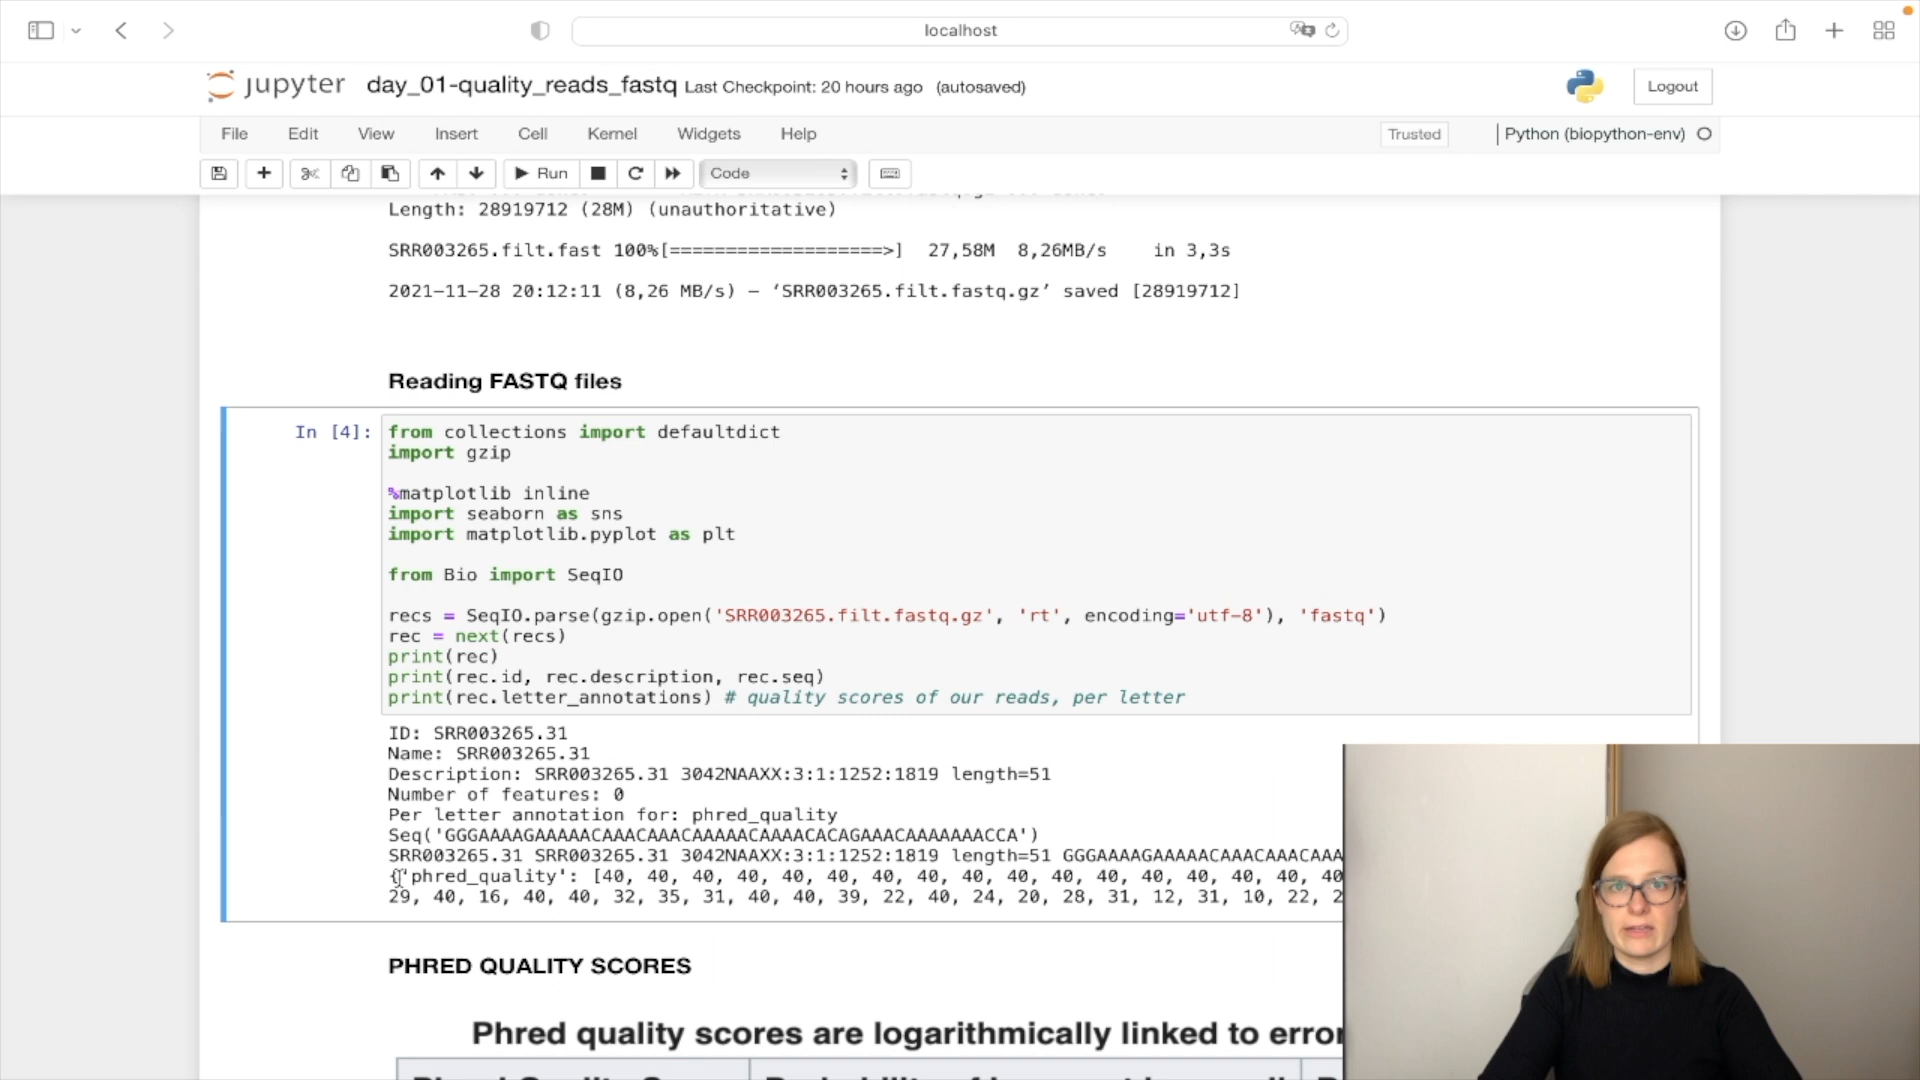 localhost
jupyter day_01-quality_reads_fastq Last Checkpoint: 20 hours ago (autosaved)
Logout
File Edit View Insert Cell Kernel Widgets Help
Trusted
Python (biopython-env)
Run
Code
Length: 28919712 (28M) (unauthoritative)
SRR003265.filt.fast 100%[===================>] 27,58M 8,26MB/s in 3,3s
2021-11-28 20:12:11 (8,26 MB/s) – ‘SRR003265.filt.fastq.gz’ saved [28919712]
Reading FASTQ files
In [4]:
from collections import defaultdict
import gzip
%matplotlib inline
import seaborn as sns
import matplotlib.pyplot as plt
from Bio import SeqIO
recs = SeqIO.parse(gzip.open('SRR003265.filt.fastq.gz', 'rt', encoding='utf-8'), 'fastq')
rec = next(recs)
print(rec)
print(rec.id, rec.description, rec.seq)
print(rec.letter_annotations) # quality scores of our reads, per letter
ID: SRR003265.31
Name: SRR003265.31
Description: SRR003265.31 3042NAAXX:3:1:1252:1819 length=51
Number of features: 0
Per letter annotation for: phred_quality
Seq('GGGAAAAGAAAAACAAACAAACAAAAACAAAACACAGAAACAAAAAAACCA')
SRR003265.31 SRR003265.31 3042NAAXX:3:1:1252:1819 length=51 GGGAAAAGAAAAACAAACAAACAAA
{'phred_quality': [40, 40, 40, 40, 40, 40, 40, 40, 40, 40, 40, 40, 40, 40, 40, 40, 40
29, 40, 16, 40, 40, 32, 35, 31, 40, 40, 39, 22, 40, 24, 20, 28, 31, 12, 31, 10, 22, 2
PHRED QUALITY SCORES
Phred quality scores are logarithmically linked to error